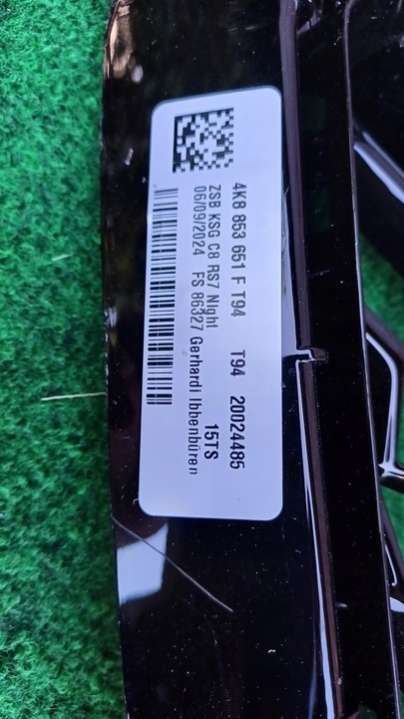 4K8 853 651 F T94 T94 20024485
ZSB KSG C8 RS7 Night 15TS
06/09/2024 FS 86327 Gerhardi Ibbenbüren